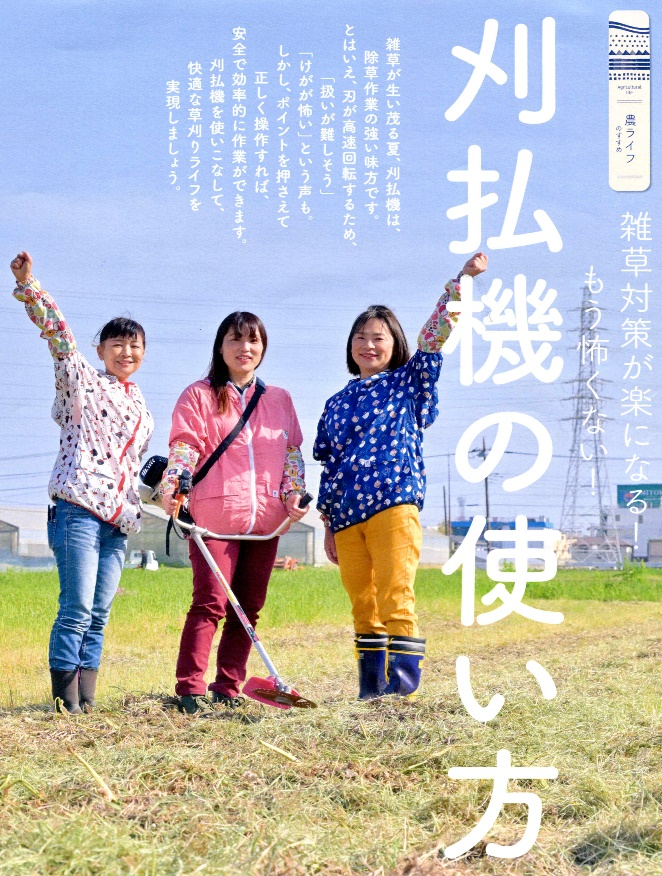 Agricultural
Life
農ライフ
のすすめ
雑草対策が楽になる！
もう怖くない！
刈払機の使い方
雑草が生い茂る夏、刈払機は、
除草作業の強い味方です。
とはいえ、刃が高速回転するため、
「扱いが難しそう」
「けがが怖い」という声も。
しかし、ポイントを押さえて
正しく操作すれば、
安全で効率的に作業ができます。
刈払機を使いこなして、
快適な草刈りライフを
実現しましょう。